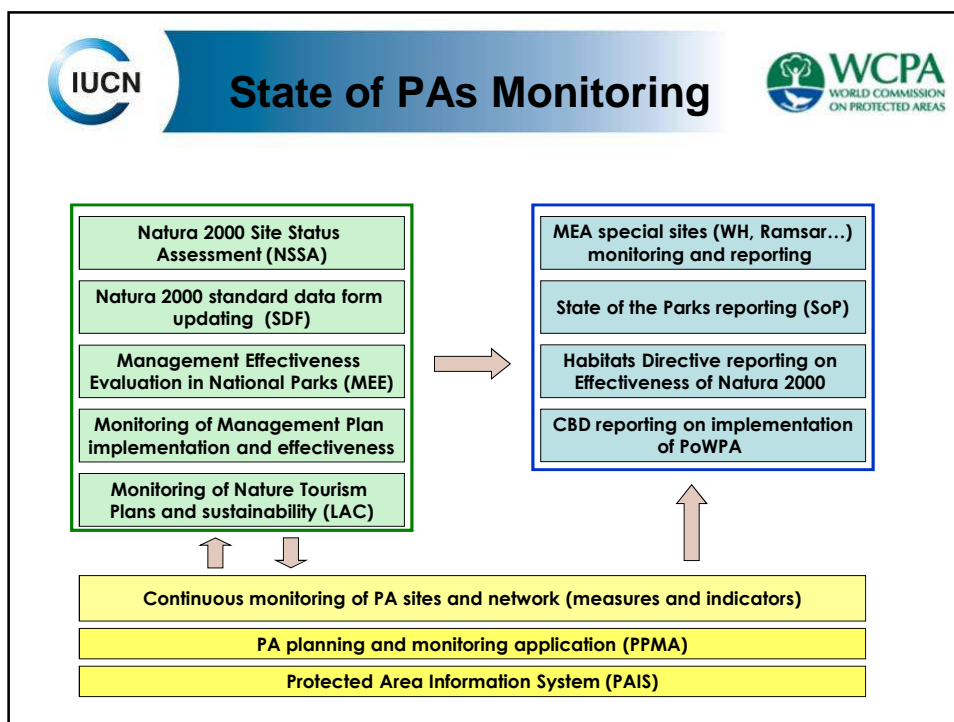 IUCN
State of PAs Monitoring
WCPA
WORLD COMMISSION
ON PROTECTED AREAS
Natura 2000 Site Status
Assessment (NSSA)
Natura 2000 standard data form
updating (SDF)
Management Effectiveness
Evaluation in National Parks (MEE)
Monitoring of Management Plan
implementation and effectiveness
Monitoring of Nature Tourism
Plans and sustainability (LAC)
MEA special sites (WH, Ramsar…)
monitoring and reporting
State of the Parks reporting (SoP)
Habitats Directive reporting on
Effectiveness of Natura 2000
CBD reporting on implementation
of PoWPA
Continuous monitoring of PA sites and network (measures and indicators)
PA planning and monitoring application (PPMA)
Protected Area Information System (PAIS)